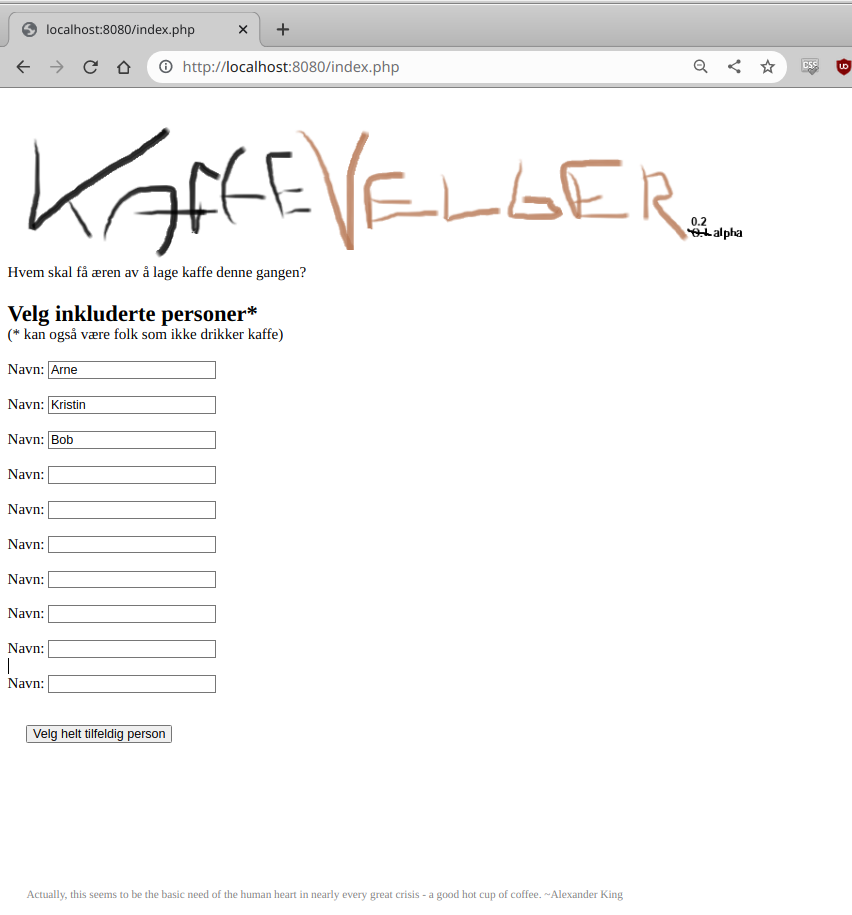 localhost:8080/index.php
http://localhost:8080/index.php
CSS
KAFFEVELGER
0.2
0.1 alpha
Hvem skal få æren av å lage kaffe denne gangen?
Velg inkluderte personer*
(* kan også være folk som ikke drikker kaffe)
Navn: Arne
Navn: Kristin
Navn: Bob
Navn:
Navn:
Navn:
Navn:
Navn:
Navn:
Navn:
Velg helt tilfeldig person
Actually, this seems to be the basic need of the human heart in nearly every great crisis - a good hot cup of coffee. ~Alexander King